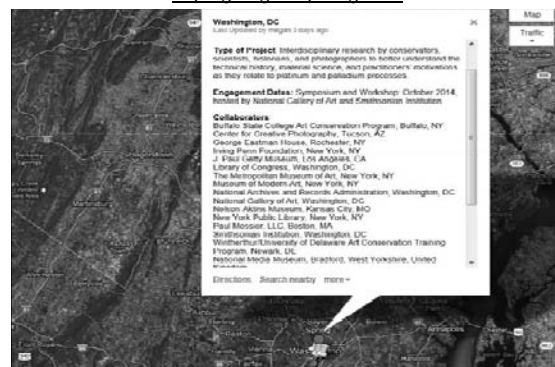 Map
Traffic
Washington, DC
Last Updated by megan 3 days ago
Type of Project: Interdisciplinary research by conservators,
scientists, historians, and photographers to better understand the
technical history, material science, and practitioners' motivations
as they relate to platinum and palladium processes.
Engagement Dates: Symposium and Workshop: October 2014,
hosted by National Gallery of Art and Smithsonian Institution
Collaborators
Buffalo State College Art Conservation Program, Buffalo, NY
Center for Creative Photography, Tucson, AZ
George Eastman House, Rochester, NY
Irving Penn Foundation, New York, NY
J. Paul Getty Museum, Los Angeles, CA
Library of Congress, Washington, DC
The Metropolitan Museum of Art, New York, NY
Museum of Modern Art, New York, NY
National Archives and Records Administration, Washington, DC
National Gallery of Art, Washington, DC
Nelson Atkins Museum, Kansas City, MO
New York Public Library, New York, NY
Paul Messier, LLC, Boston, MA
Smithsonian Institution, Washington, DC
Winterthur/University of Delaware Art Conservation Training
Program, Newark, DE
National Media Museum, Bradford, West Yorkshire, United
Kingdom
Directions Search nearby more
Martinsburg
Annapolis
Fairfax